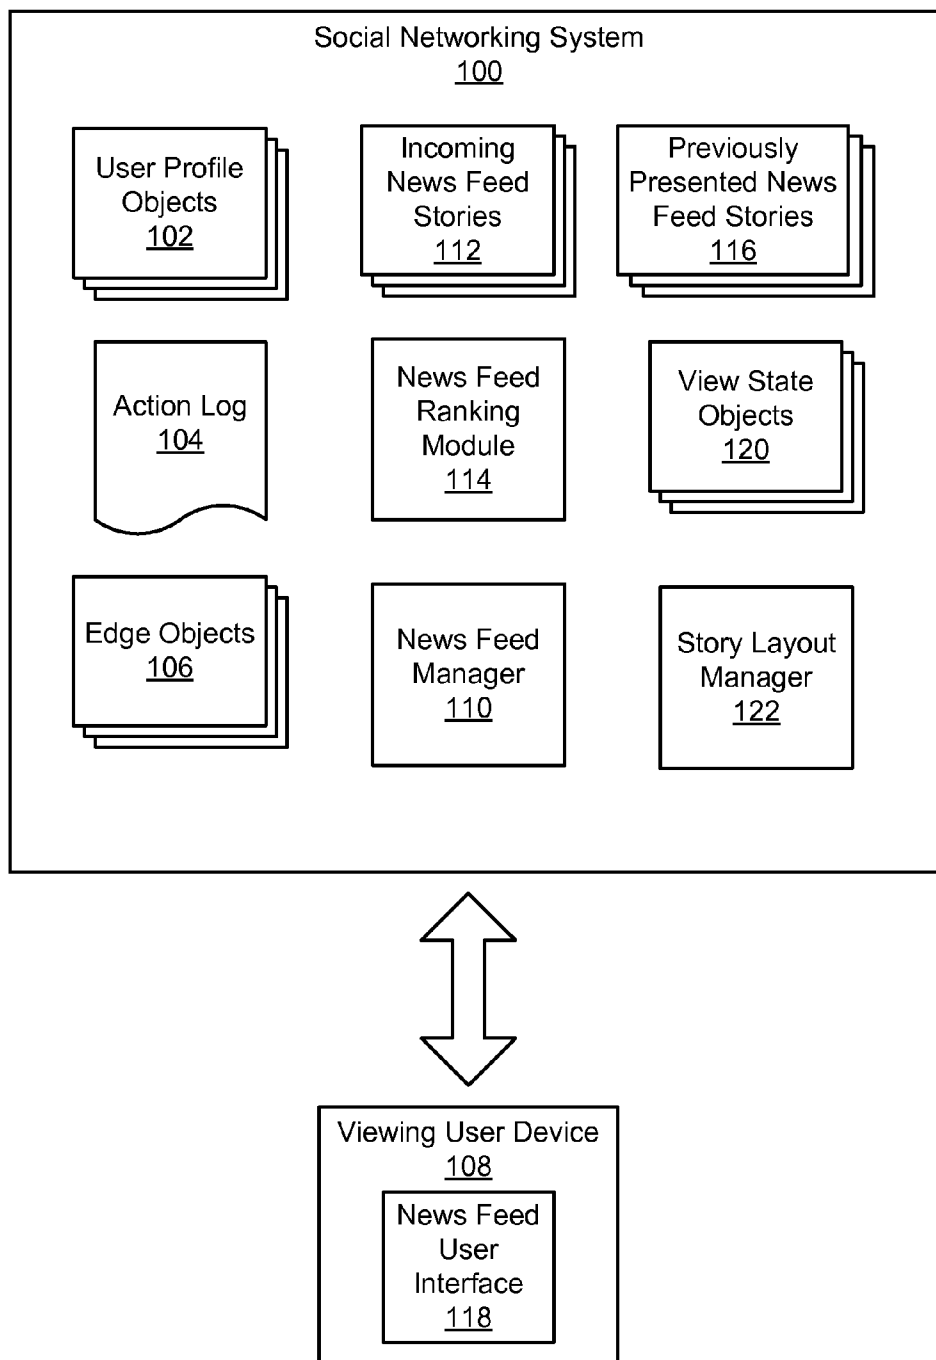 Social Networking System
100
User Profile
Objects
102
Incoming
News Feed
Stories
112
Previously
Presented News
Feed Stories
116
Action Log
104
News Feed
Ranking
Module
114
View State
Objects
120
Edge Objects
106
News Feed
Manager
110
Story Layout
Manager
122
Viewing User Device
108
News Feed
User
Interface
118